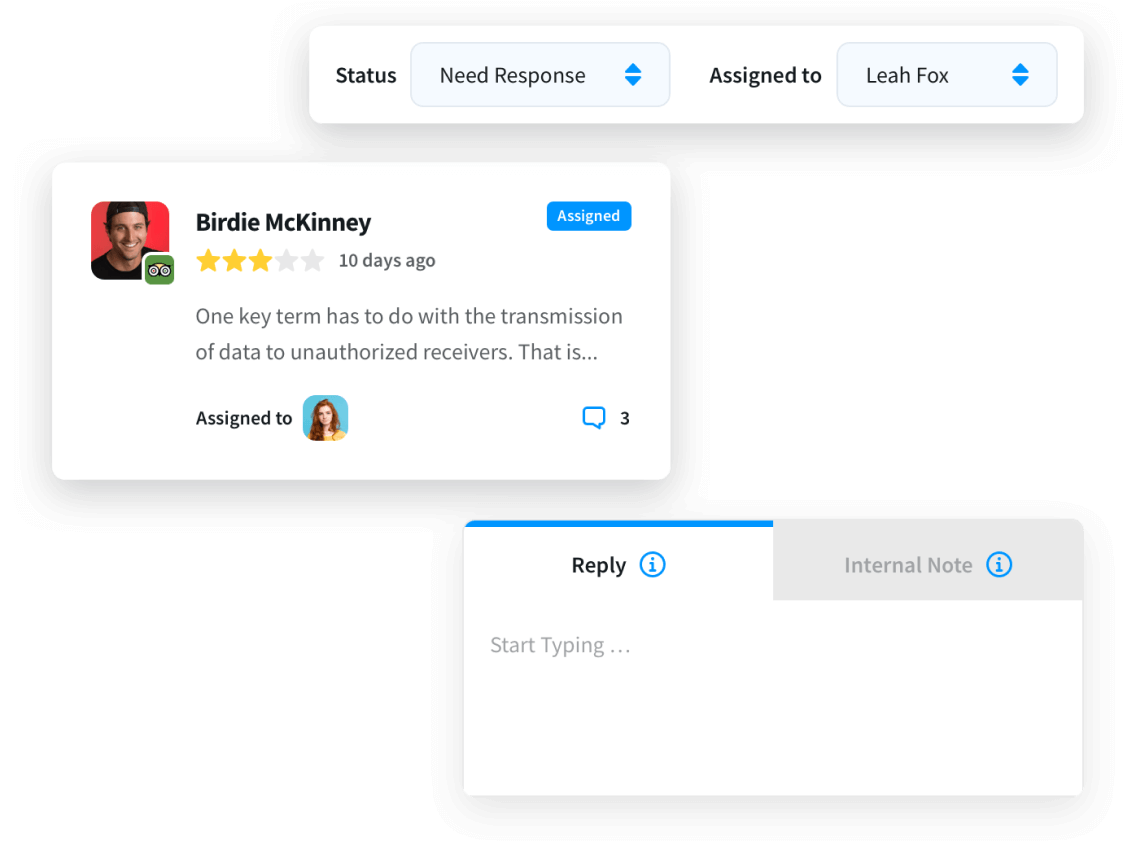 Status
Need Response
Assigned to
Leah Fox
Birdie McKinney
Assigned
10 days ago
One key term has to do with the transmission
of data to unauthorized receivers. That is...
Assigned to
3
Reply
Internal Note
Start Typing …